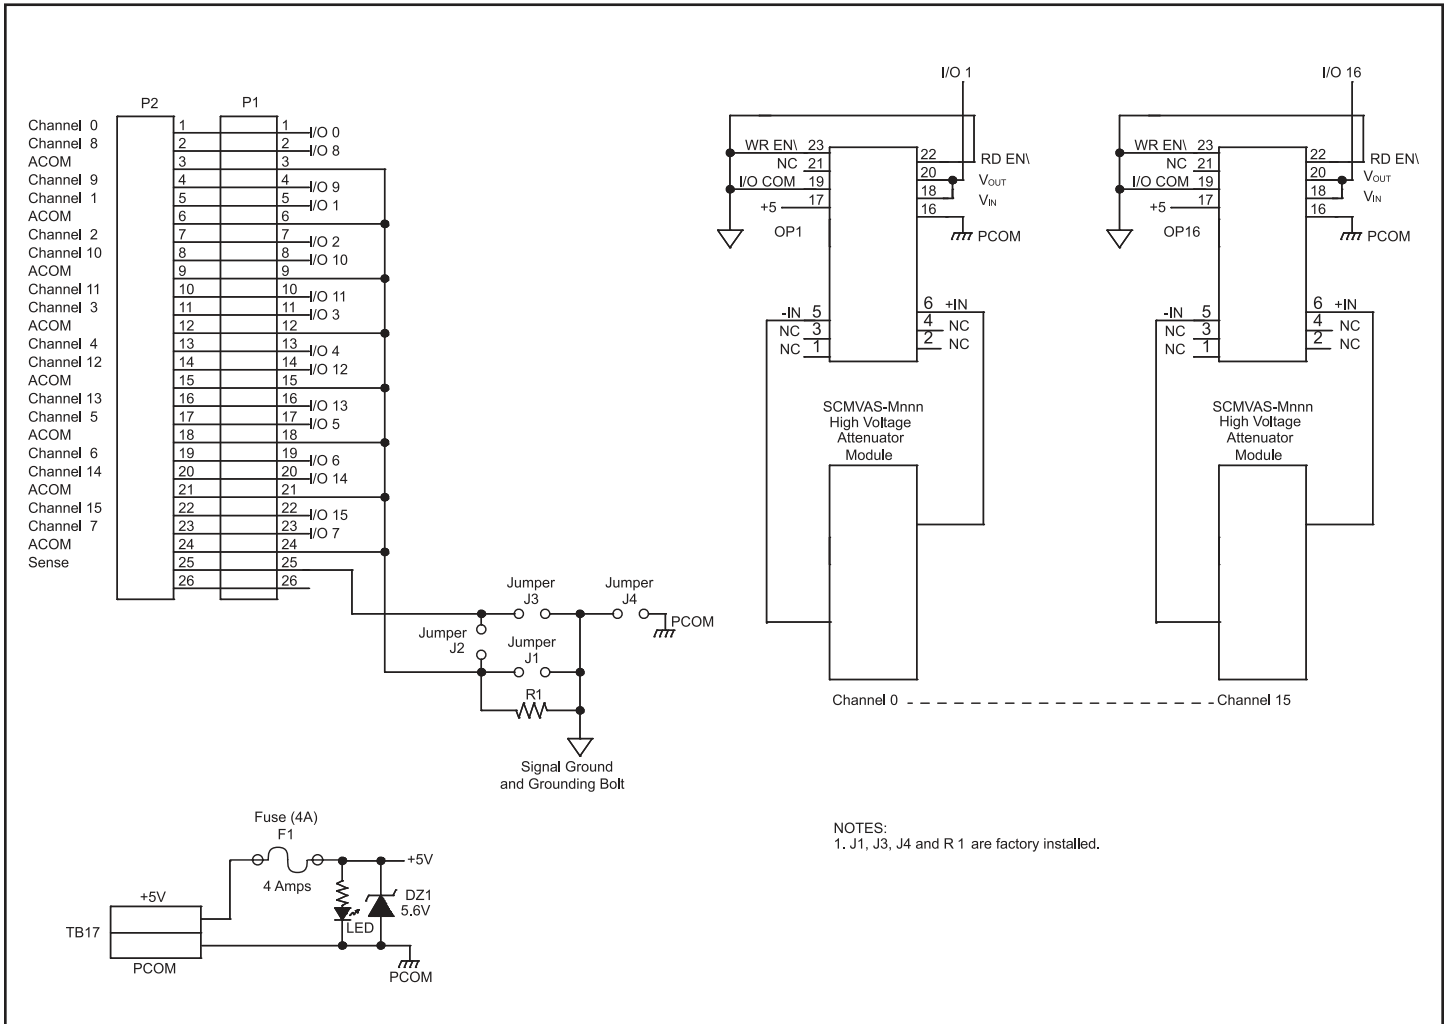 P2 P1
Channel 0 1 1 I/O 0
Channel 8 2 2 I/O 8
ACOM 3 3
Channel 9 4 4 I/O 9
Channel 1 5 5 I/O 1
ACOM 6 6
Channel 2 7 7 I/O 2
Channel 10 8 8 I/O 10
ACOM 9 9
Channel 11 10 10 I/O 11
Channel 3 11 11 I/O 3
ACOM 12 12
Channel 4 13 13 I/O 4
Channel 12 14 14 I/O 12
ACOM 15 15
Channel 13 16 16 I/O 13
Channel 5 17 17 I/O 5
ACOM 18 18
Channel 6 19 19 I/O 6
Channel 14 20 20 I/O 14
ACOM 21 21
Channel 15 22 22 I/O 15
Channel 7 23 23 I/O 7
ACOM 24 24
Sense 25 25
26 26
Jumper
J3
Jumper
J4
PCOM
Jumper
J2
Jumper
J1
R1
Signal Ground
and Grounding Bolt
I/O 1
WR EN\ 23
22 RD EN\
NC 21
20 VOUT
I/O COM 19
18 VIN
+5 17
16
OP1
PCOM
-IN 5
6 +IN
NC 3
4 NC
NC 1
2 NC
SCMVAS-Mnnn
High Voltage
Attenuator
Module
Channel 0
I/O 16
WR EN\ 23
22 RD EN\
NC 21
20 VOUT
I/O COM 19
18 VIN
+5 17
16
OP16
PCOM
-IN 5
6 +IN
NC 3
4 NC
NC 1
2 NC
SCMVAS-Mnnn
High Voltage
Attenuator
Module
Channel 15
Fuse (4A)
F1
4 Amps
+5V
DZ1
5.6V
LED
+5V
TB17
PCOM
PCOM
NOTES:
1. J1, J3, J4 and R 1 are factory installed.